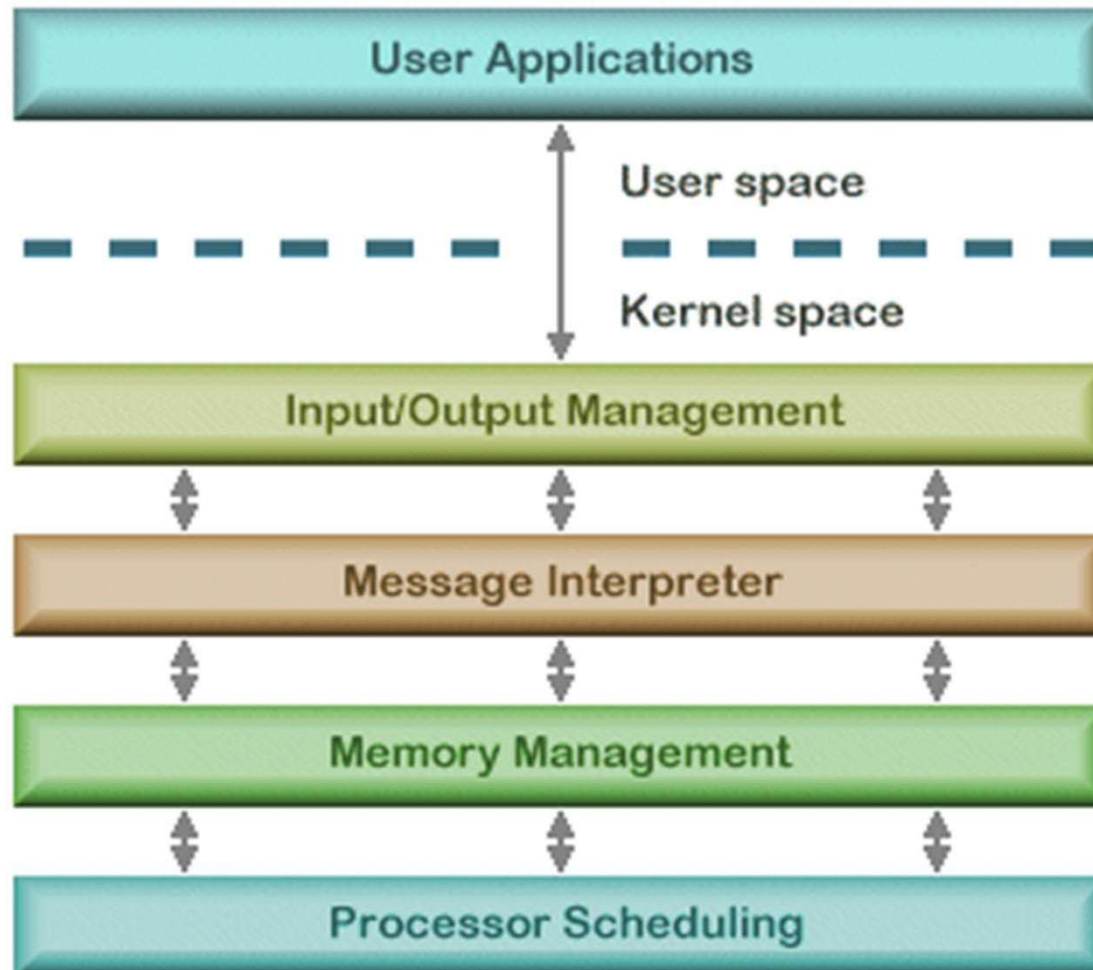 User Applications
User space
Kernel space
Input/Output Management
Message Interpreter
Memory Management
Processor Scheduling